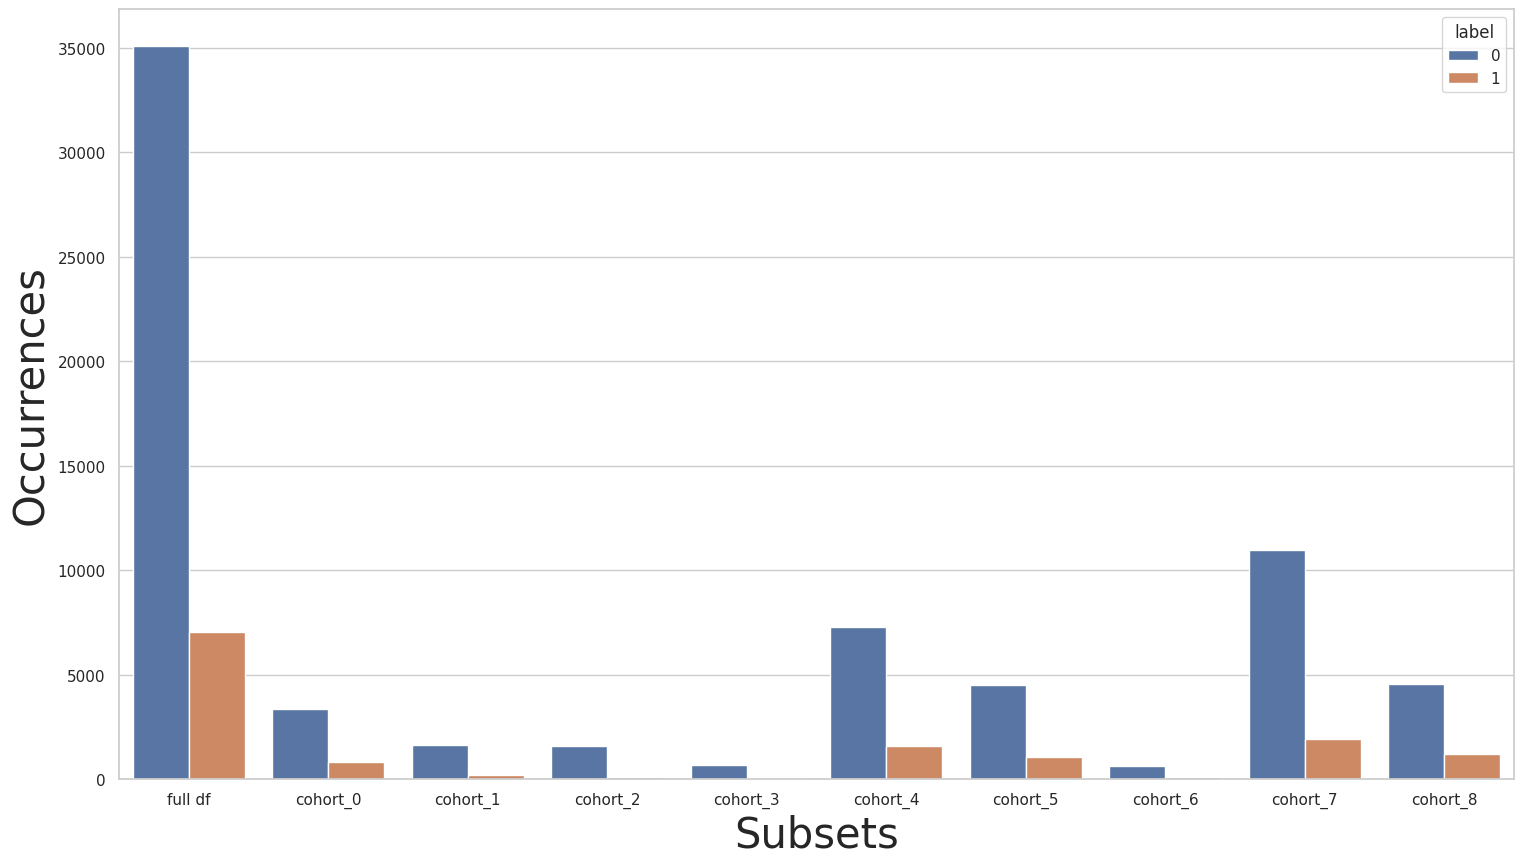 label
0
1
35000
30000
25000
20000
15000
10000
5000
0
Occurrences
full df cohort_0 cohort_1 cohort_2 cohort_3 cohort_4 cohort_5 cohort_6 cohort_7 cohort_8
Subsets